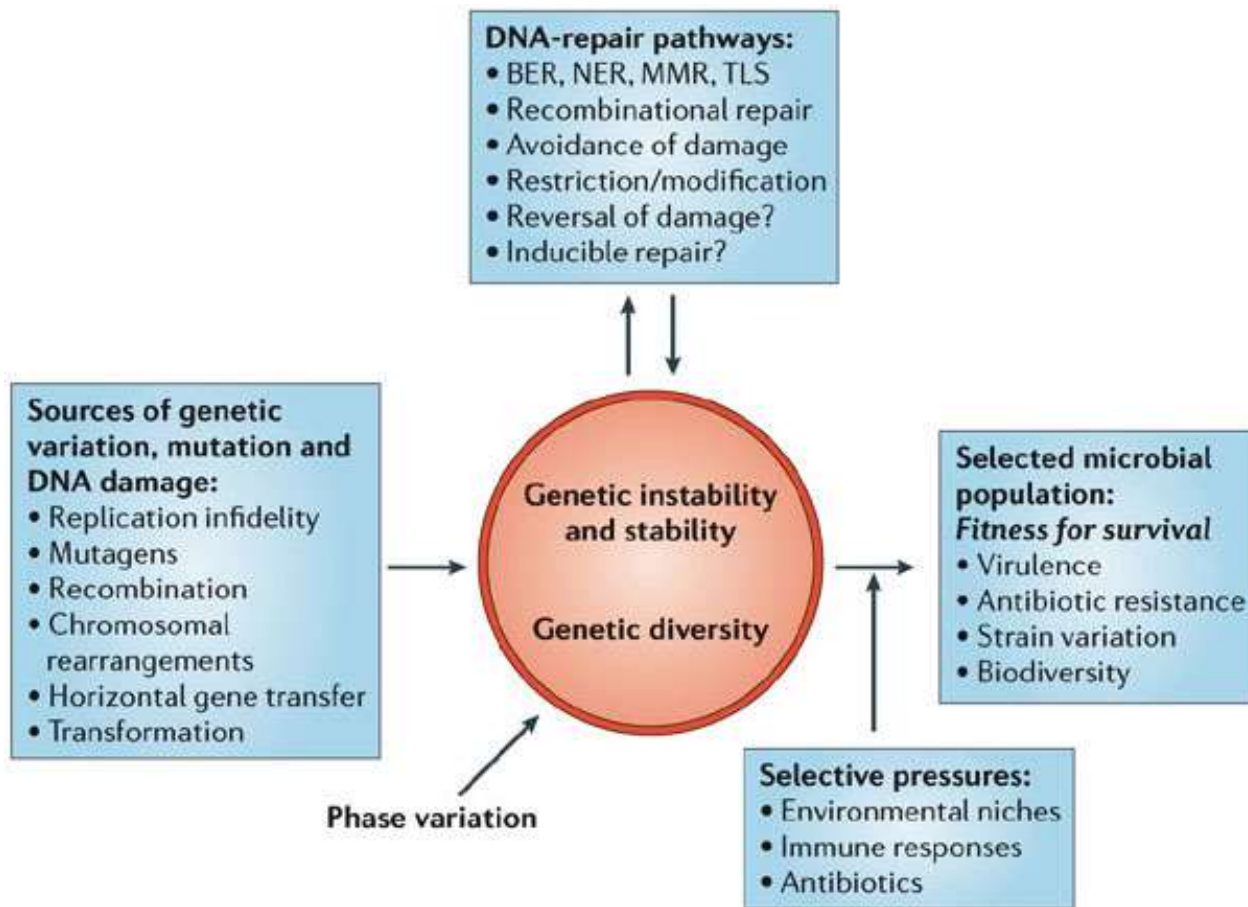 DNA-repair pathways:
• BER, NER, MMR, TLS
• Recombinational repair
• Avoidance of damage
• Restriction/modification
• Reversal of damage?
• Inducible repair?
Sources of genetic
variation, mutation and
DNA damage:
• Replication infidelity
• Mutagens
• Recombination
• Chromosomal
rearrangements
• Horizontal gene transfer
• Transformation
Genetic instability
and stability
Genetic diversity
Selected microbial
population:
Fitness for survival
• Virulence
• Antibiotic resistance
• Strain variation
• Biodiversity
Phase variation
Selective pressures:
• Environmental niches
• Immune responses
• Antibiotics